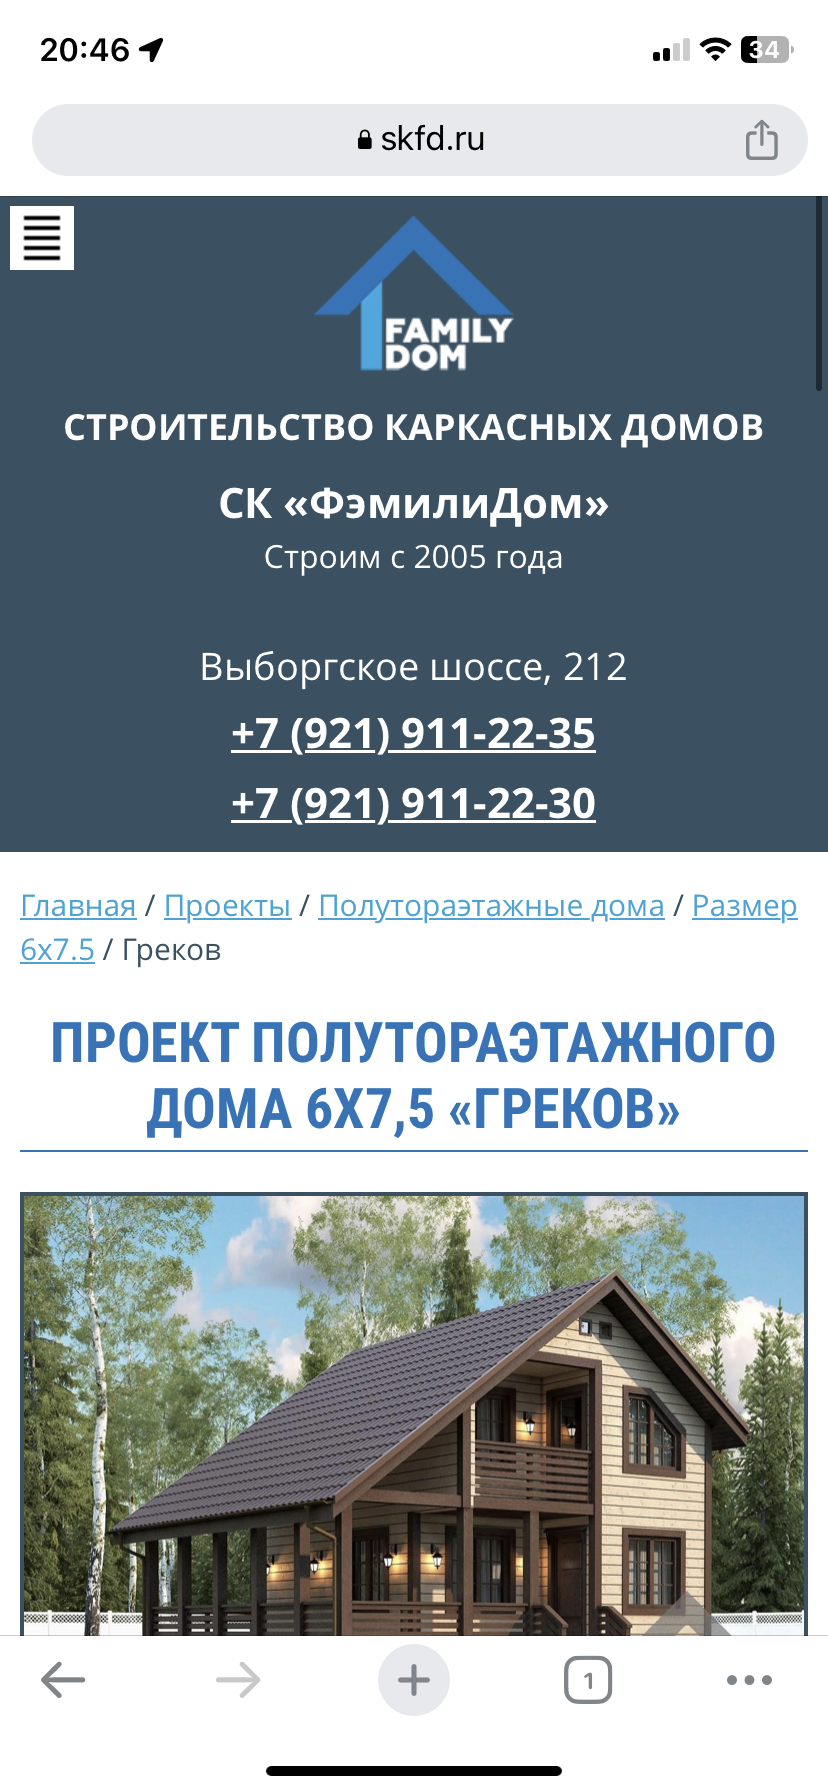 20:46
34
skfd.ru
FAMILY
DOM
СТРОИТЕЛЬСТВО КАРКАСНЫХ ДОМОВ
СК «ФэмилиДом»
Строим с 2005 года
Выборгское шоссе, 212
+7 (921) 911-22-35
+7 (921) 911-22-30
Главная / Проекты / Полутораэтажные дома / Размер
6x7.5 / Греков
ПРОЕКТ ПОЛУТОРАЭТАЖНОГО
ДОМА 6Х7,5 «ГРЕКОВ»
1